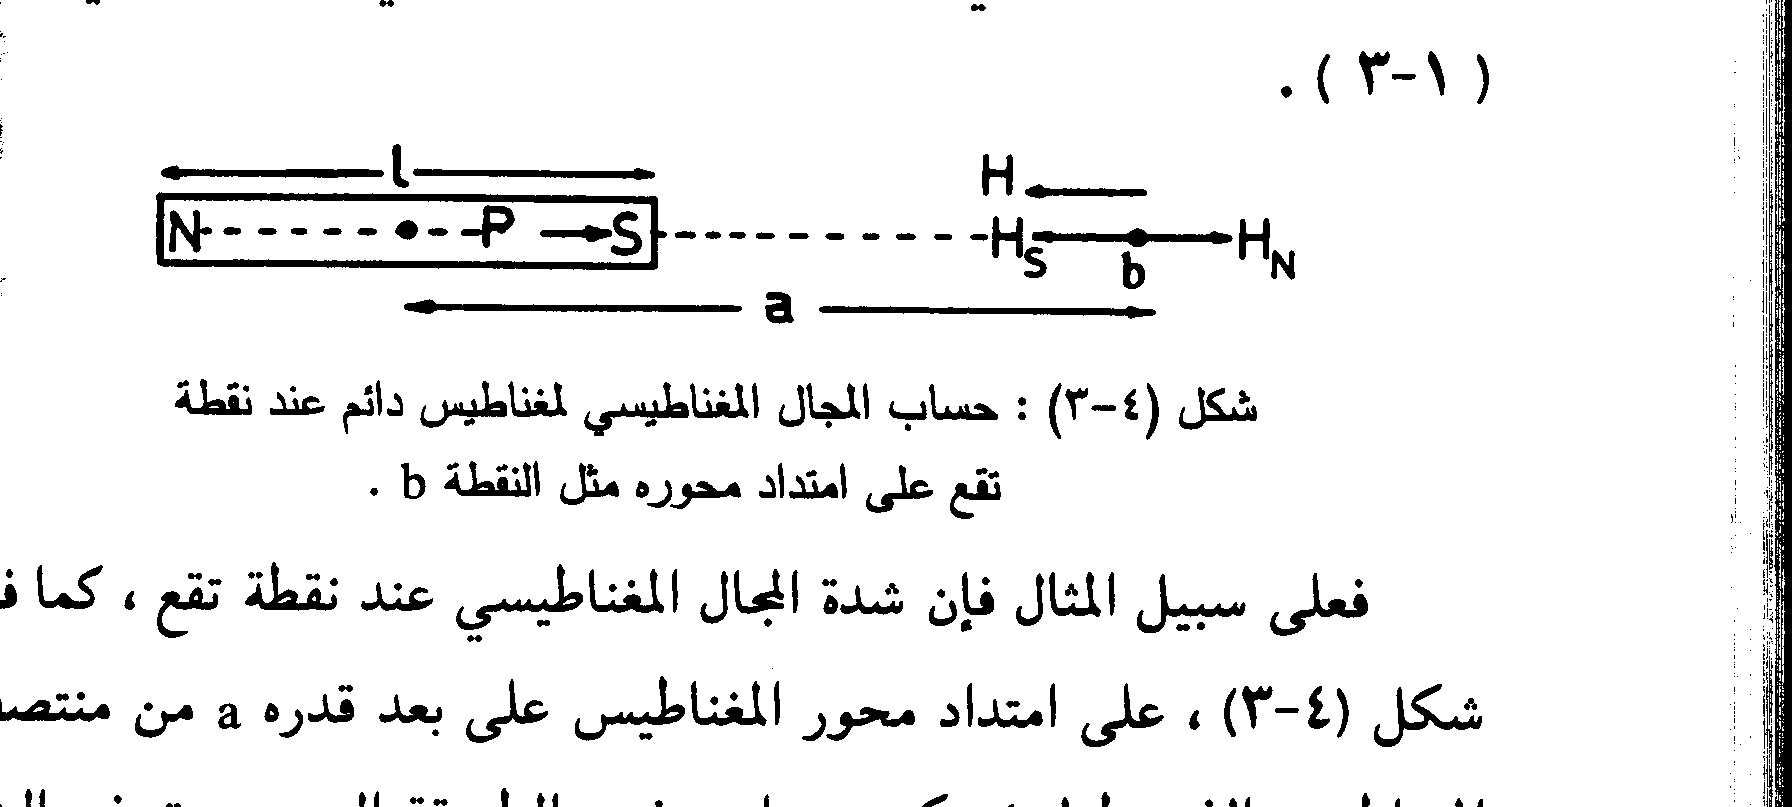 ( ٣-١ ) .
l
N P S H
H_S b H_N
a
شكل (٤-٣) : حساب المجال المغناطيسي لمغناطيس دائم عند نقطة
تقع على امتداد محوره مثل النقطة b .
فعلى سبيل المثال فإن شدة المجال المغناطيسي عند نقطة تقع ، كما
شكل (٤-٣) ، على امتداد محور المغناطيس على بعد قدره a من